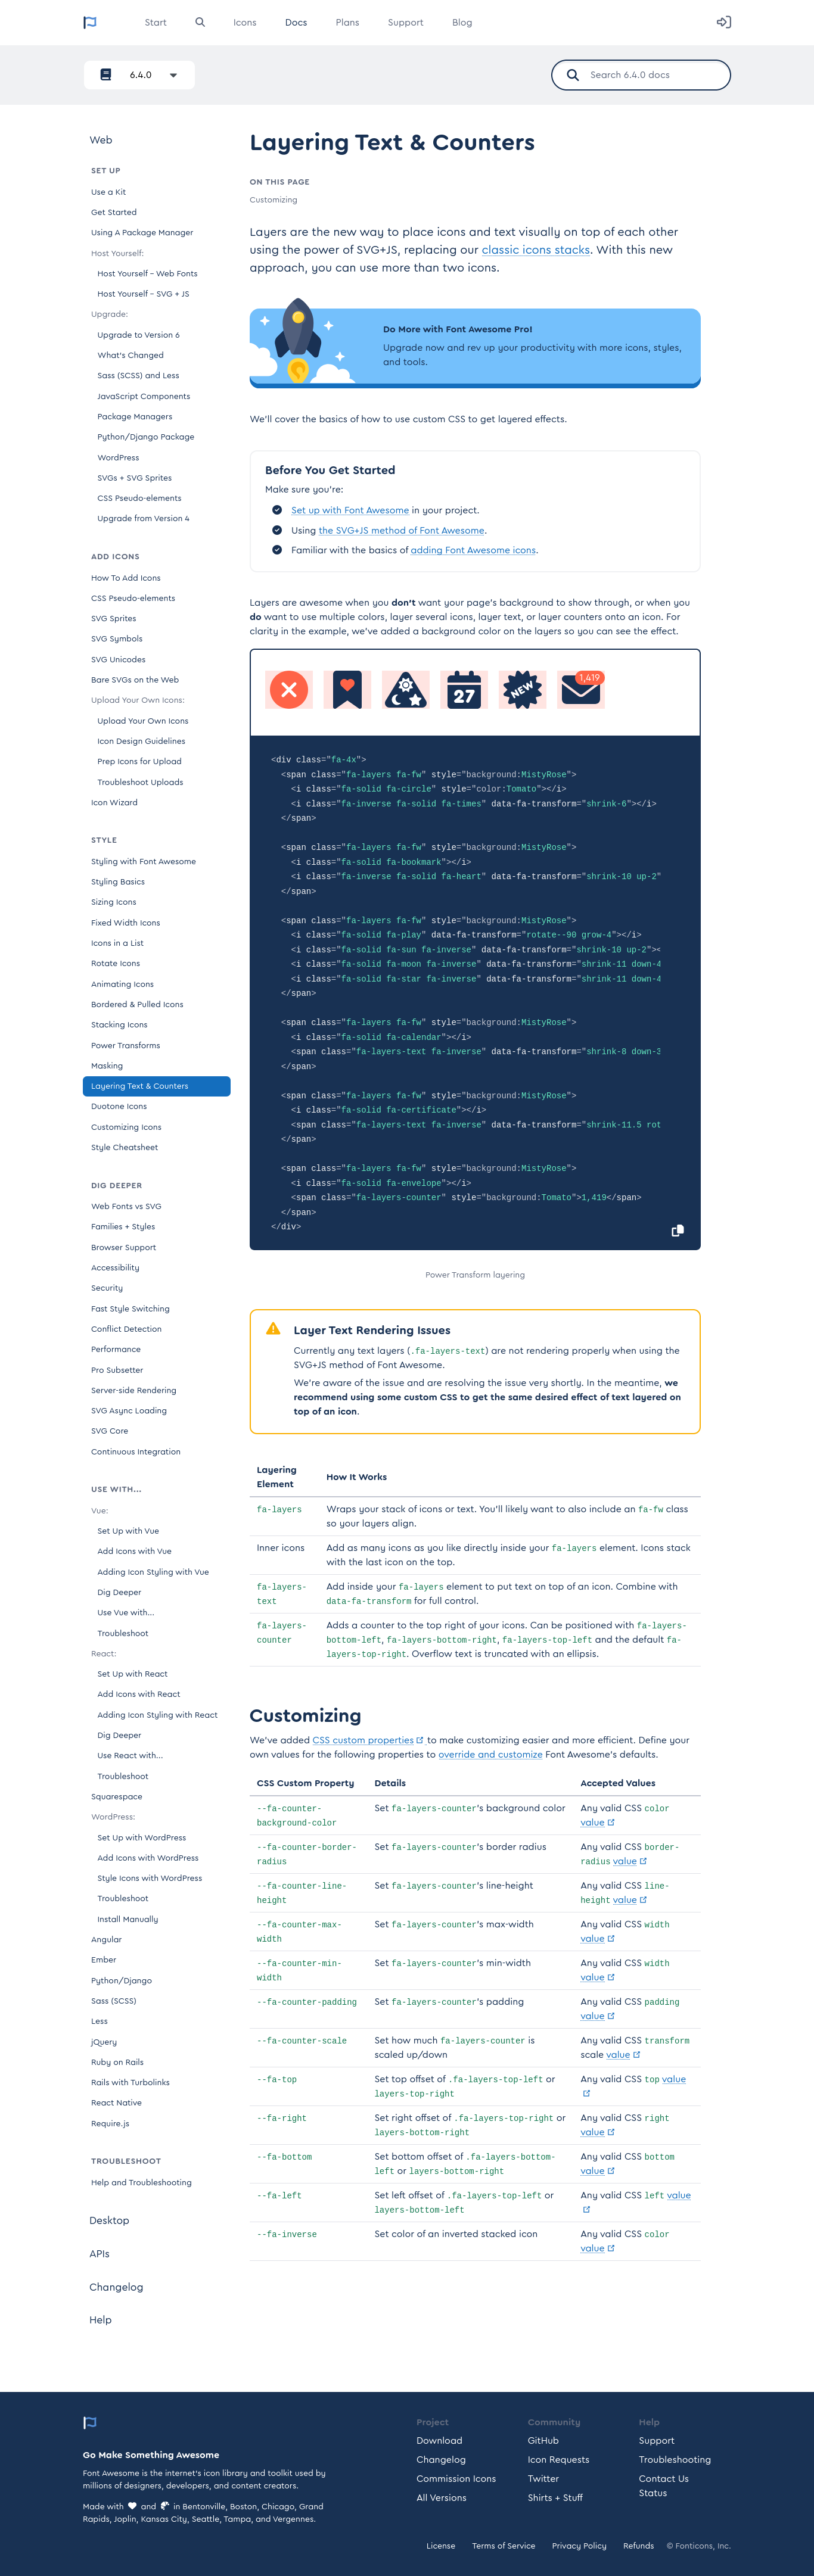 Start
Icons
Docs
Plans
Support
Blog
6.4.0
Search 6.4.0 docs
Web
SET UP
Use a Kit
Get Started
Using A Package Manager
Host Yourself:
Host Yourself – Web Fonts
Host Yourself – SVG + JS
Upgrade:
Upgrade to Version 6
What's Changed
Sass (SCSS) and Less
JavaScript Components
Package Managers
Python/Django Package
WordPress
SVGs + SVG Sprites
CSS Pseudo-elements
Upgrade from Version 4
ADD ICONS
How To Add Icons
CSS Pseudo-elements
SVG Sprites
SVG Symbols
SVG Unicodes
Bare SVGs on the Web
Upload Your Own Icons:
Upload Your Own Icons
Icon Design Guidelines
Prep Icons for Upload
Troubleshoot Uploads
Icon Wizard
STYLE
Styling with Font Awesome
Styling Basics
Sizing Icons
Fixed Width Icons
Icons in a List
Rotate Icons
Animating Icons
Bordered & Pulled Icons
Stacking Icons
Power Transforms
Masking
Layering Text & Counters
Duotone Icons
Customizing Icons
Style Cheatsheet
DIG DEEPER
Web Fonts vs SVG
Families + Styles
Browser Support
Accessibility
Security
Fast Style Switching
Conflict Detection
Performance
Pro Subsetter
Server-side Rendering
SVG Async Loading
SVG Core
Continuous Integration
USE WITH...
Vue:
Set Up with Vue
Add Icons with Vue
Adding Icon Styling with Vue
Dig Deeper
Use Vue with...
Troubleshoot
React:
Set Up with React
Add Icons with React
Adding Icon Styling with React
Dig Deeper
Use React with...
Troubleshoot
Squarespace
WordPress:
Set Up with WordPress
Add Icons with WordPress
Style Icons with WordPress
Troubleshoot
Install Manually
Angular
Ember
Python/Django
Sass (SCSS)
Less
jQuery
Ruby on Rails
Rails with Turbolinks
React Native
Require.js
TROUBLESHOOT
Help and Troubleshooting
Desktop
APIs
Changelog
Help
Layering Text & Counters
ON THIS PAGE
Customizing
Layers are the new way to place icons and text visually on top of each other
using the power of SVG+JS, replacing our classic icons stacks. With this new
approach, you can use more than two icons.
Do More with Font Awesome Pro!
Upgrade now and rev up your productivity with more icons, styles,
and tools.
We'll cover the basics of how to use custom CSS to get layered effects.
Before You Get Started
Make sure you're:
Set up with Font Awesome in your project.
Using the SVG+JS method of Font Awesome.
Familiar with the basics of adding Font Awesome icons.
Layers are awesome when you don't want your page's background to show through, or when you
do want to use multiple colors, layer several icons, layer text, or layer counters onto an icon. For
clarity in the example, we've added a background color on the layers so you can see the effect.
27
NEW
1,419
<div class="fa-4x">
<span class="fa-layers fa-fw" style="background:MistyRose">
<i class="fa-solid fa-circle" style="color:Tomato"></i>
<i class="fa-inverse fa-solid fa-times" data-fa-transform="shrink-6"></i>
</span>
<span class="fa-layers fa-fw" style="background:MistyRose">
<i class="fa-solid fa-bookmark"></i>
<i class="fa-inverse fa-solid fa-heart" data-fa-transform="shrink-10 up-2"
</span>
<span class="fa-layers fa-fw" style="background:MistyRose">
<i class="fa-solid fa-play" data-fa-transform="rotate--90 grow-4"></i>
<i class="fa-solid fa-sun fa-inverse" data-fa-transform="shrink-10 up-2"><
<i class="fa-solid fa-moon fa-inverse" data-fa-transform="shrink-11 down-4
<i class="fa-solid fa-star fa-inverse" data-fa-transform="shrink-11 down-4
</span>
<span class="fa-layers fa-fw" style="background:MistyRose">
<i class="fa-solid fa-calendar"></i>
<span class="fa-layers-text fa-inverse" data-fa-transform="shrink-8 down-3
</span>
<span class="fa-layers fa-fw" style="background:MistyRose">
<i class="fa-solid fa-certificate"></i>
<span class="fa-layers-text fa-inverse" data-fa-transform="shrink-11.5 rot
</span>
<span class="fa-layers fa-fw" style="background:MistyRose">
<i class="fa-solid fa-envelope"></i>
<span class="fa-layers-counter" style="background:Tomato">1,419</span>
</span>
</div>
Power Transform layering
Layer Text Rendering Issues
Currently any text layers (.fa-layers-text) are not rendering properly when using the
SVG+JS method of Font Awesome.
We're aware of the issue and are resolving the issue very shortly. In the meantime, we
recommend using some custom CSS to get the same desired effect of text layered on
top of an icon.
Layering
Element
How It Works
fa-layers
Wraps your stack of icons or text. You'll likely want to also include an fa-fw class
so your layers align.
Inner icons
Add as many icons as you like directly inside your fa-layers element. Icons stack
with the last icon on the top.
fa-layers-
text
Add inside your fa-layers element to put text on top of an icon. Combine with
data-fa-transform for full control.
fa-layers-
counter
Adds a counter to the top right of your icons. Can be positioned with fa-layers-
bottom-left, fa-layers-bottom-right, fa-layers-top-left and the default fa-
layers-top-right. Overflow text is truncated with an ellipsis.
Customizing
We've added CSS custom properties to make customizing easier and more efficient. Define your
own values for the following properties to override and customize Font Awesome's defaults.
CSS Custom Property
Details
Accepted Values
--fa-counter-
background-color
Set fa-layers-counter's background color
Any valid CSS color
value
--fa-counter-border-
radius
Set fa-layers-counter's border radius
Any valid CSS border-
radius value
--fa-counter-line-
height
Set fa-layers-counter's line-height
Any valid CSS line-
height value
--fa-counter-max-
width
Set fa-layers-counter's max-width
Any valid CSS width
value
--fa-counter-min-
width
Set fa-layers-counter's min-width
Any valid CSS width
value
--fa-counter-padding
Set fa-layers-counter's padding
Any valid CSS padding
value
--fa-counter-scale
Set how much fa-layers-counter is
scaled up/down
Any valid CSS transform
scale value
--fa-top
Set top offset of .fa-layers-top-left or
layers-top-right
Any valid CSS top value
--fa-right
Set right offset of .fa-layers-top-right or
layers-bottom-right
Any valid CSS right
value
--fa-bottom
Set bottom offset of .fa-layers-bottom-
left or layers-bottom-right
Any valid CSS bottom
value
--fa-left
Set left offset of .fa-layers-top-left or
layers-bottom-left
Any valid CSS left value
--fa-inverse
Set color of an inverted stacked icon
Any valid CSS color
value
Go Make Something Awesome
Font Awesome is the internet's icon library and toolkit used by
millions of designers, developers, and content creators.
Made with and in Bentonville, Boston, Chicago, Grand
Rapids, Joplin, Kansas City, Seattle, Tampa, and Vergennes.
Project
Download
Changelog
Commission Icons
All Versions
Community
GitHub
Icon Requests
Twitter
Shirts + Stuff
Help
Support
Troubleshooting
Contact Us
Status
License
Terms of Service
Privacy Policy
Refunds
© Fonticons, Inc.